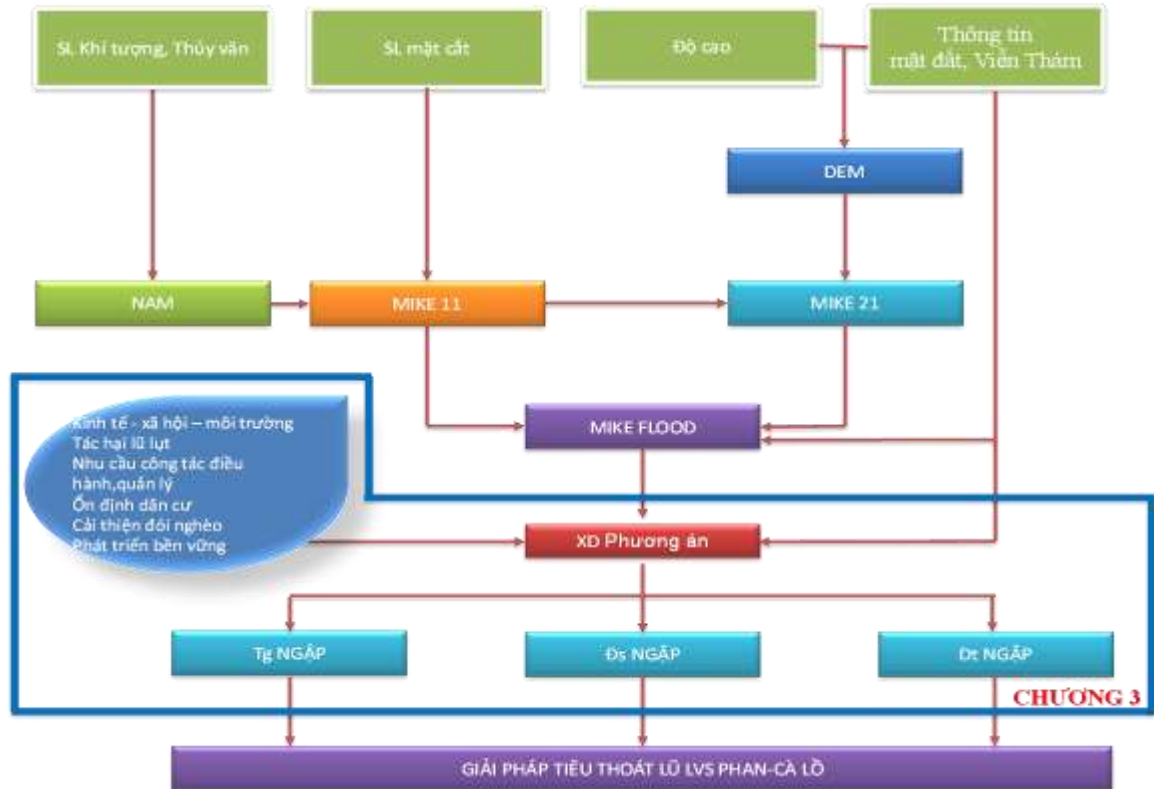 SL Khí tượng, Thủy văn
SL mặt cắt
Độ cao
Thông tin
mặt đất, Viễn Thám
DEM
NAM
MIKE 11
MIKE 21
MIKE FLOOD
Kinh tế - xã hội – môi trường
Tác hại lũ lụt
Nhu cầu công tác điều
hành,quản lý
Ổn định dân cư
Cải thiện đói nghèo
Phát triển bền vững
XD Phương án
Tg NGẬP
Đs NGẬP
Dt NGẬP
CHƯƠNG 3
GIẢI PHÁP TIÊU THOÁT LŨ LVS PHAN-CÀ LỒ